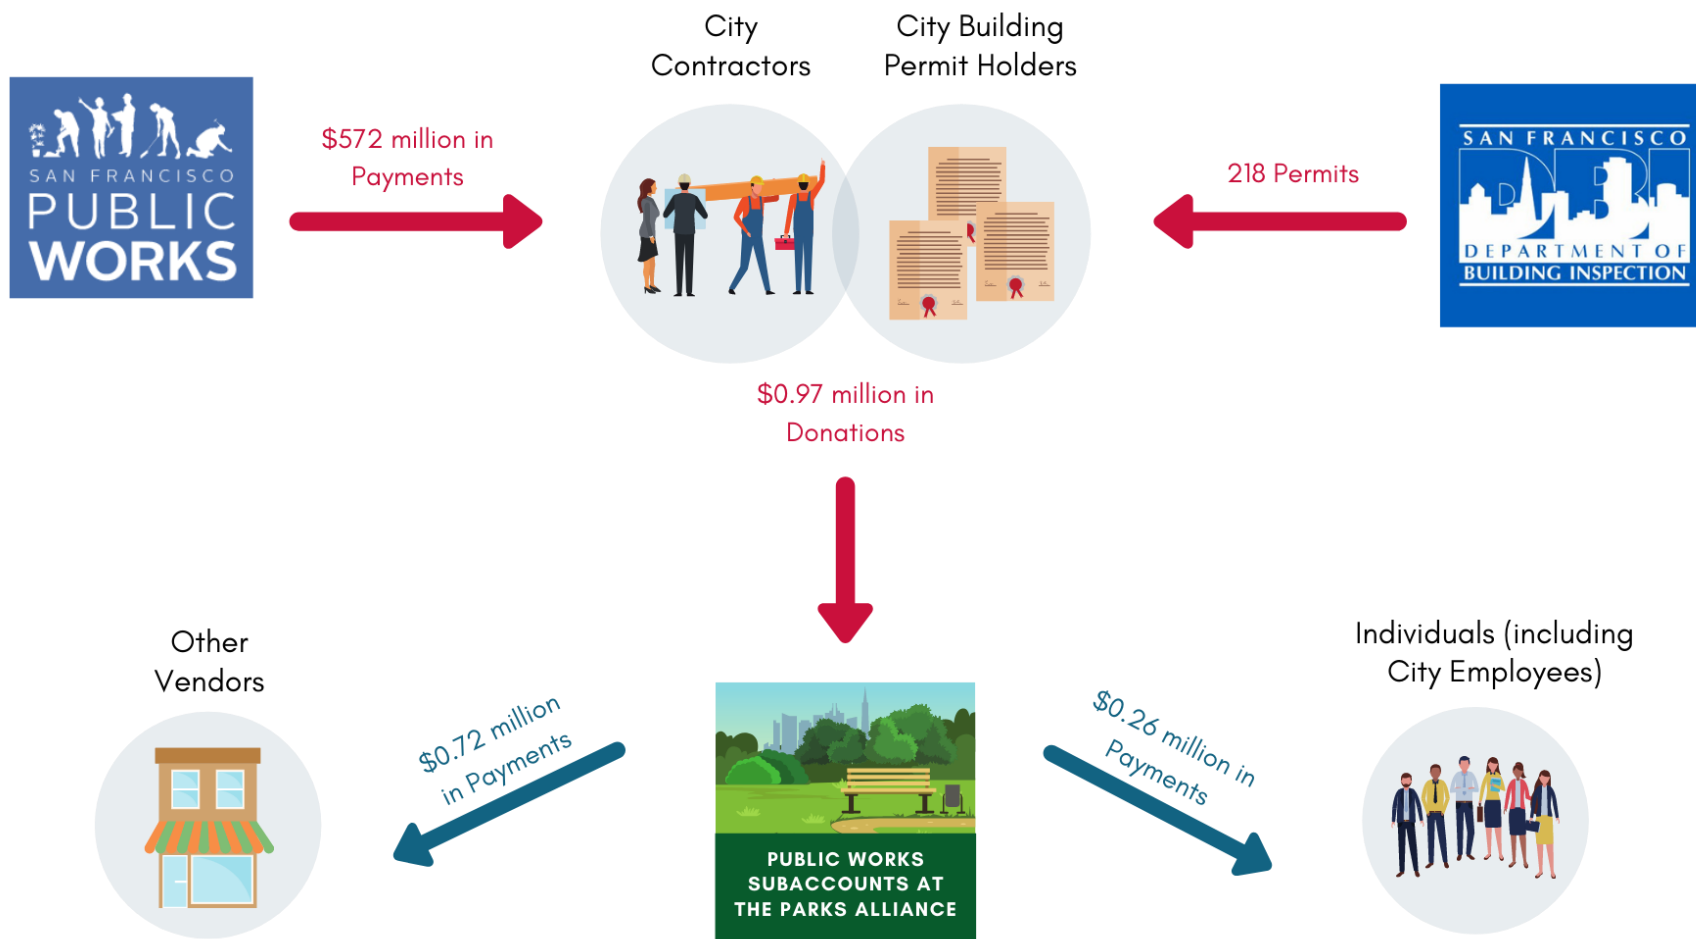 City
Contractors
City Building
Permit Holders
SAN FRANCISCO
PUBLIC
WORKS
$572 million in
Payments
218 Permits
SAN FRANCISCO
DBI
DEPARTMENT OF
BUILDING INSPECTION
$0.97 million in
Donations
Other
Vendors
$0.72 million
in Payments
PUBLIC WORKS
SUBACCOUNTS AT
THE PARKS ALLIANCE
$0.26 million in
Payments
Individuals (including
City Employees)